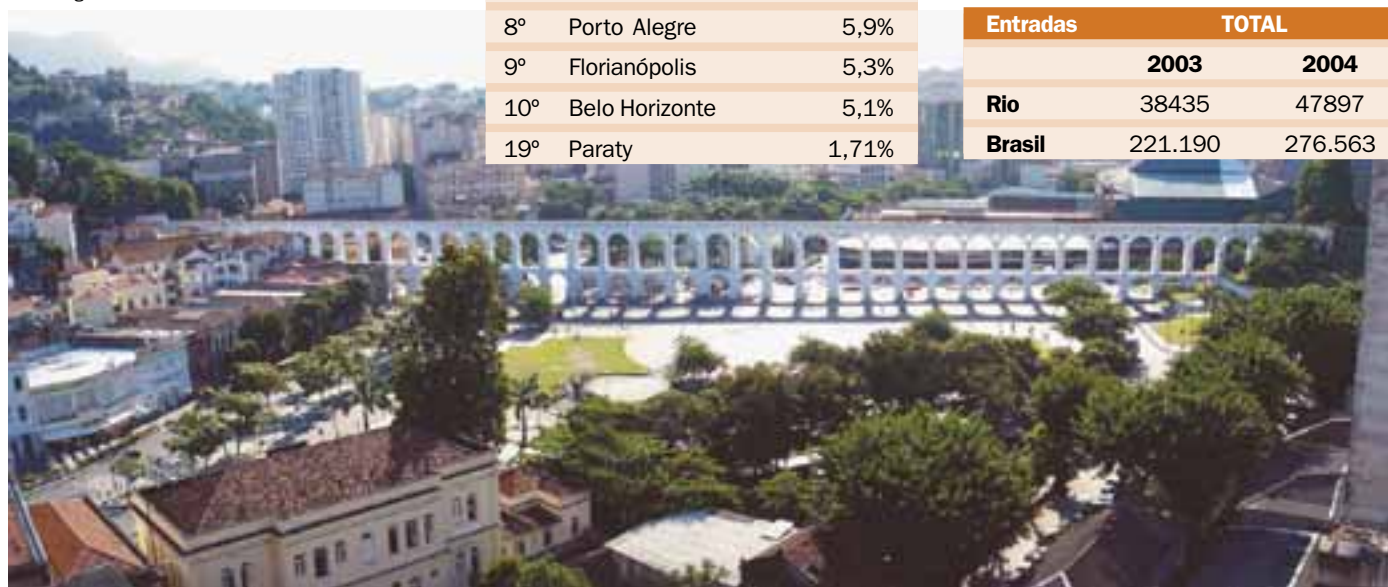 8º Porto Alegre 5,9%
9º Florianópolis 5,3%
10º Belo Horizonte 5,1%
19º Paraty 1,71%
Entradas TOTAL
2003 2004
Rio 38435 47897
Brasil 221.190 276.563